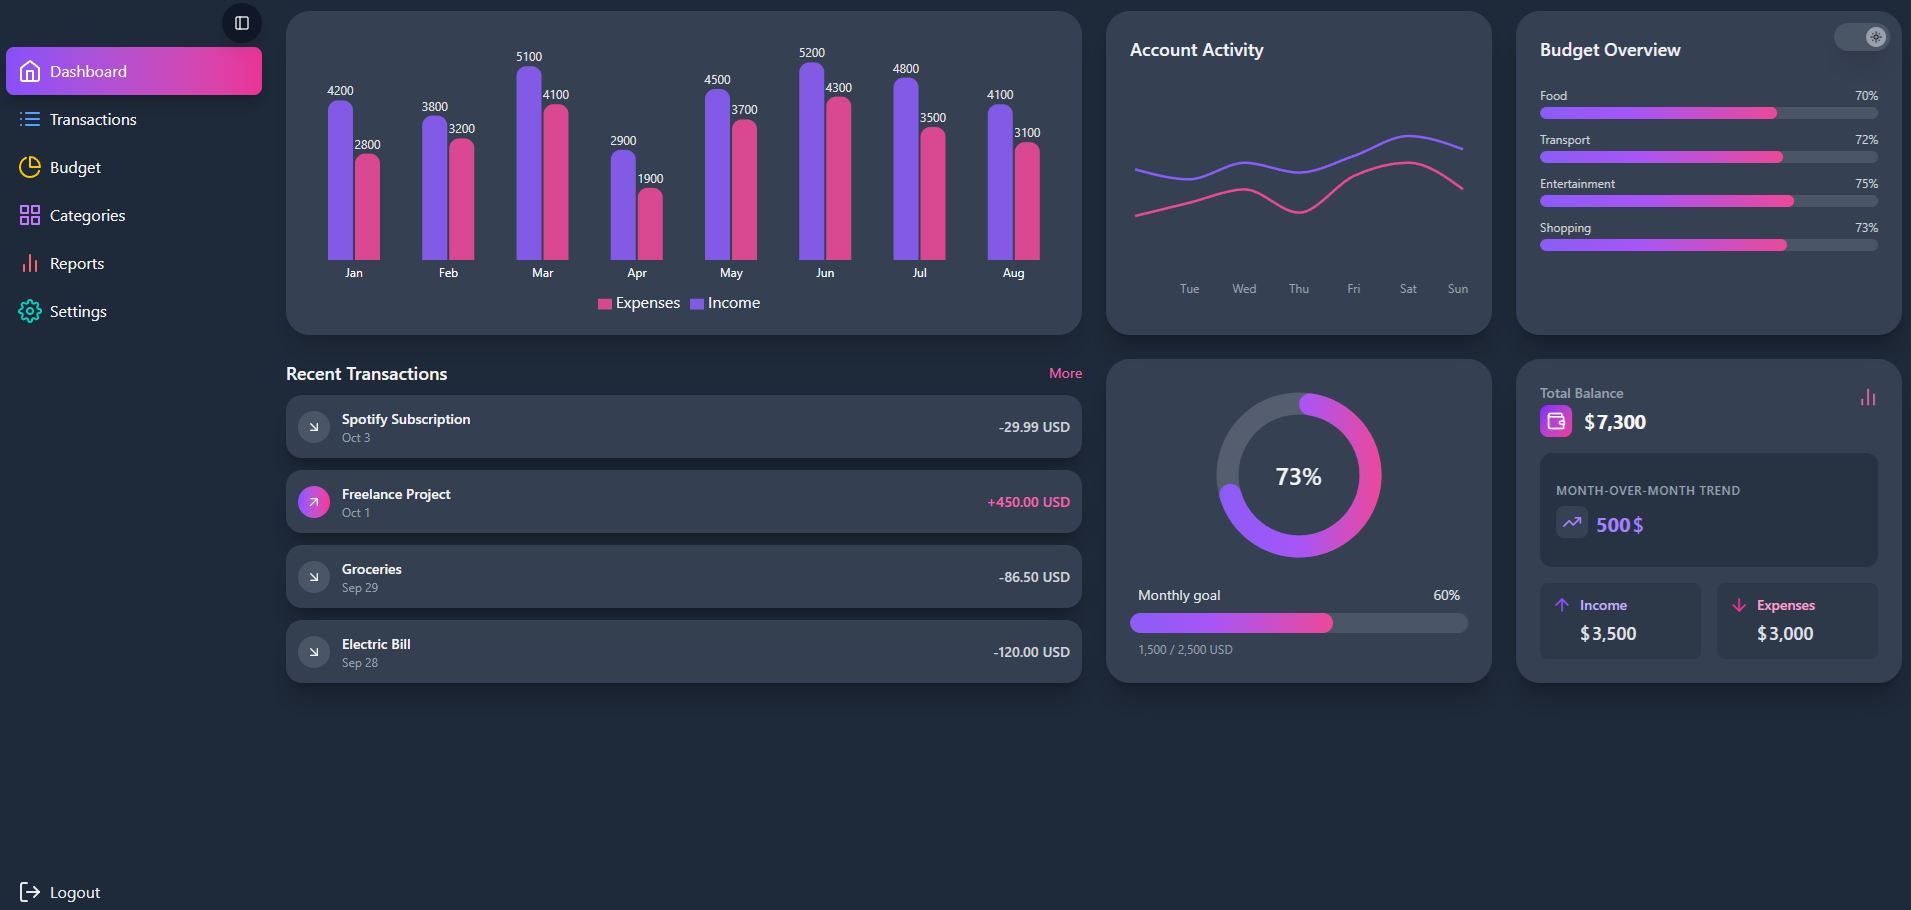 Dashboard
Transactions
Budget
Categories
Reports
Settings
Logout
4200
2800
3800
3200
5100
4100
2900
1900
4500
3700
5200
4300
4800
3500
4100
3100
Jan Feb Mar Apr May Jun Jul Aug
Expenses Income
Account Activity
Tue Wed Thu Fri Sat Sun
Budget Overview
Food 70%
Transport 72%
Entertainment 75%
Shopping 73%
Recent Transactions More
Spotify Subscription
Oct 3
-29.99 USD
Freelance Project
Oct 1
+450.00 USD
Groceries
Sep 29
-86.50 USD
Electric Bill
Sep 28
-120.00 USD
73%
Monthly goal 60%
1,500 / 2,500 USD
Total Balance
$7,300
MONTH-OVER-MONTH TREND
500$
Income
$3,500
Expenses
$3,000